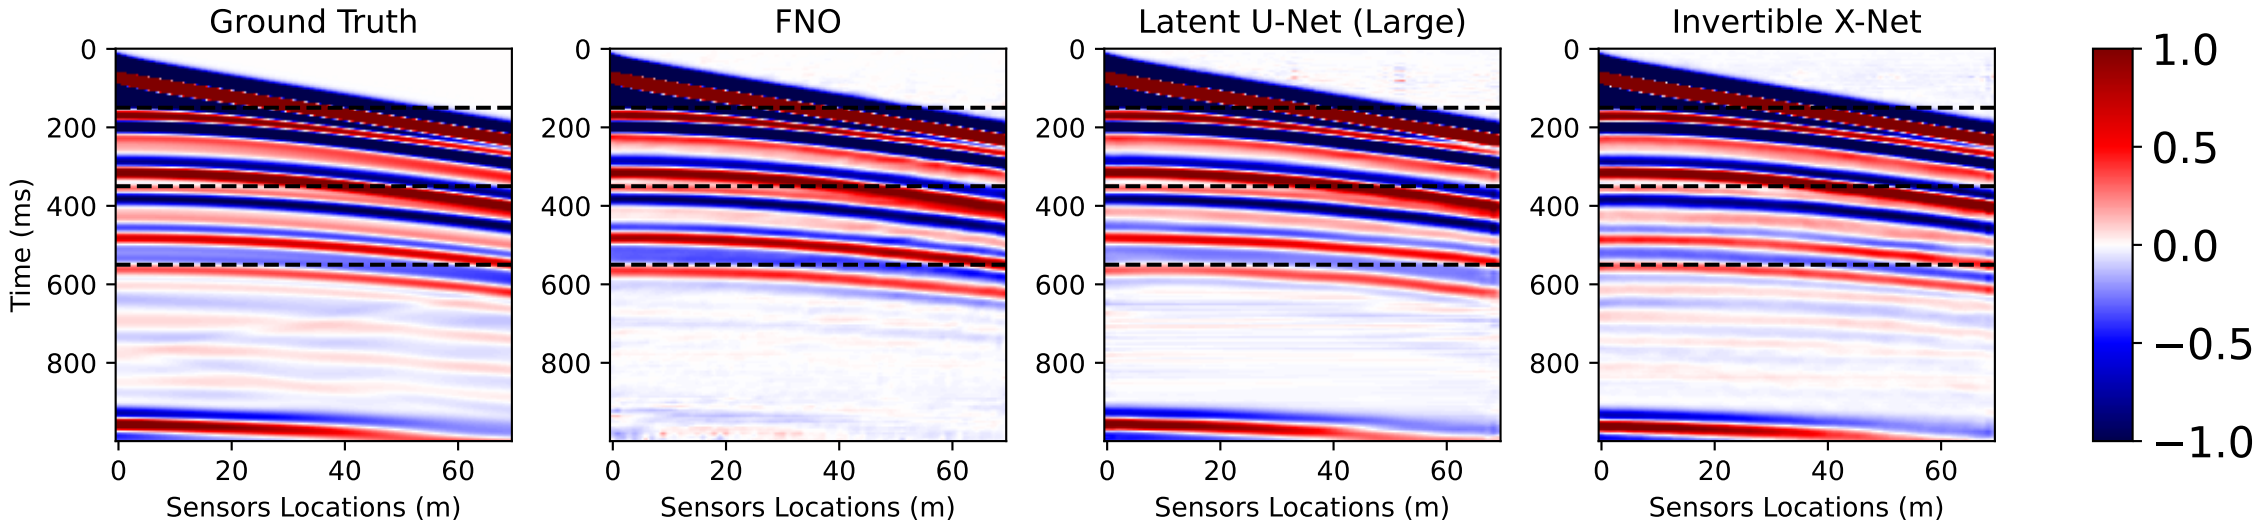 Ground Truth
FNO
Latent U-Net (Large)
Invertible X-Net
0
200
400
600
800
Time (ms)
0 20 40 60
Sensors Locations (m)
0
200
400
600
800
0 20 40 60
Sensors Locations (m)
0
200
400
600
800
0 20 40 60
Sensors Locations (m)
0
200
400
600
800
0 20 40 60
Sensors Locations (m)
1.0
0.5
0.0
−0.5
−1.0